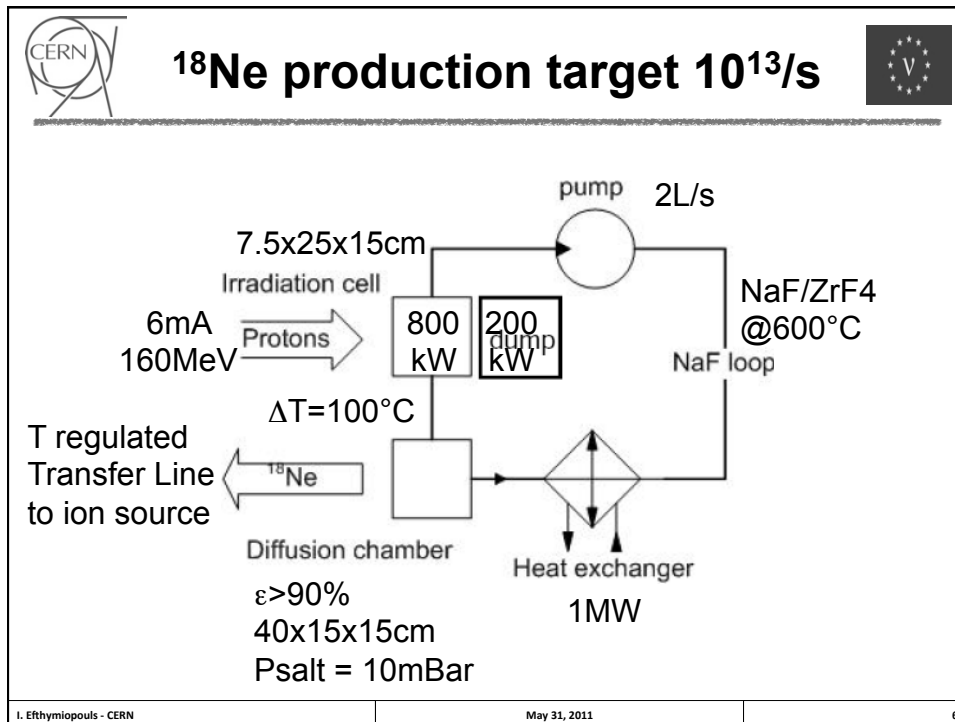 CERN
¹⁸Ne production target 10¹³/s
ν
pump
2L/s
7.5x25x15cm
Irradiation cell
6mA
160MeV
Protons
800
kW
200
kW
dump
NaF/ZrF4
@600°C
NaF loop
ΔT=100°C
T regulated
Transfer Line
to ion source
¹⁸Ne
Diffusion chamber
ε>90%
40x15x15cm
Psalt = 10mBar
Heat exchanger
1MW
I. Efthymiopouls - CERN
May 31, 2011
6